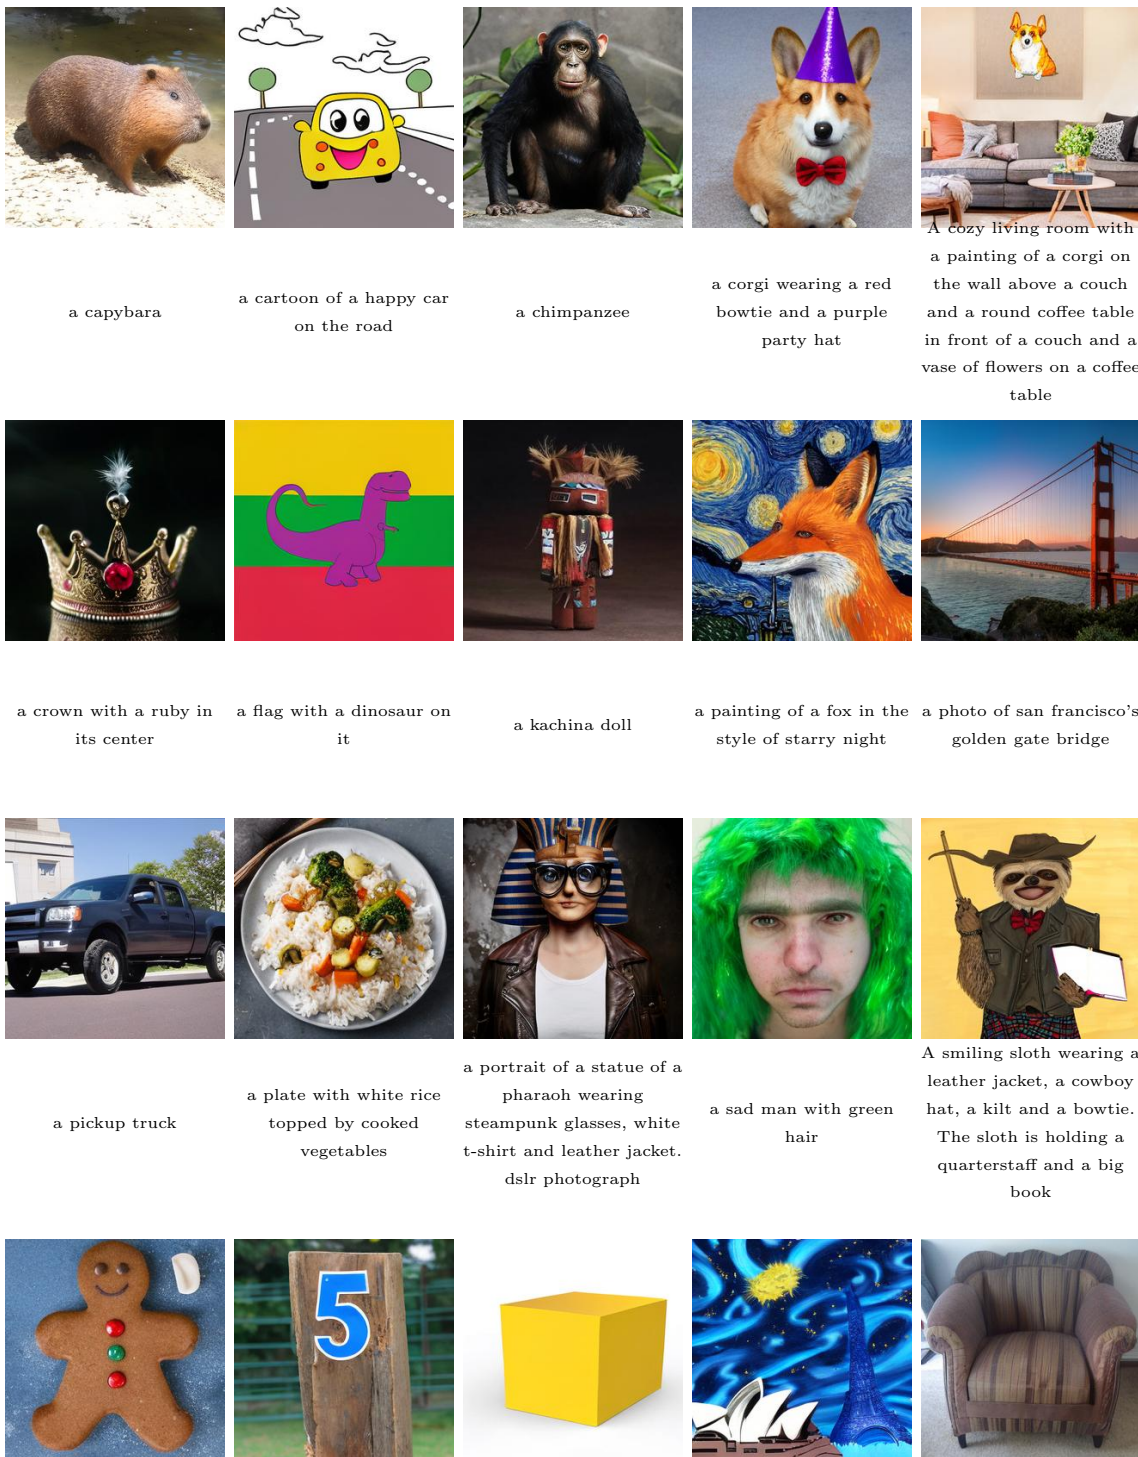 a capybara
a cartoon of a happy car
on the road
a chimpanzee
a corgi wearing a red
bowtie and a purple
party hat
A cozy living room with
a painting of a corgi on
the wall above a couch
and a round coffee table
in front of a couch and a
vase of flowers on a coffee
table
a crown with a ruby in
its center
a flag with a dinosaur on
it
a kachina doll
a painting of a fox in the
style of starry night
a photo of san francisco's
golden gate bridge
a pickup truck
a plate with white rice
topped by cooked
vegetables
a portrait of a statue of a
pharaoh wearing
steampunk glasses, white
t-shirt and leather jacket.
dslr photograph
a sad man with green
hair
A smiling sloth wearing a
leather jacket, a cowboy
hat, a kilt and a bowtie.
The sloth is holding a
quarterstaff and a big
book
5